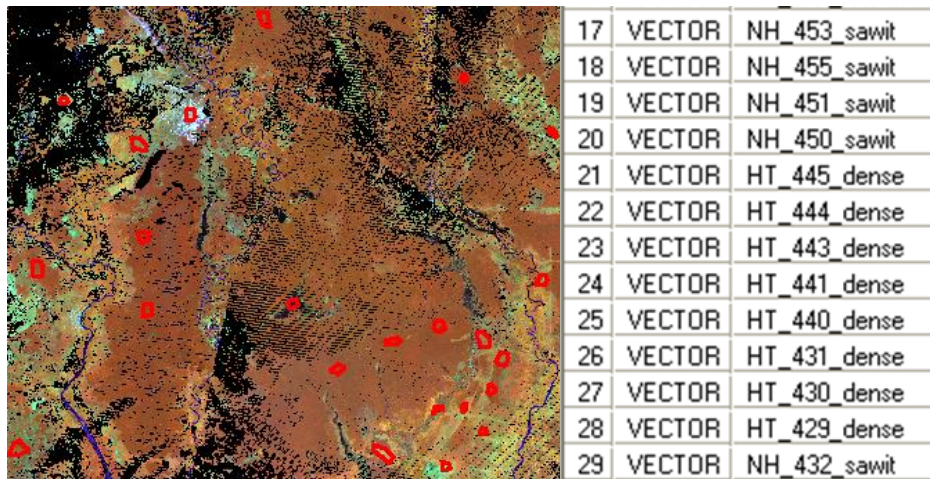 17 VECTOR NH_453_sawit
18 VECTOR NH_455_sawit
19 VECTOR NH_451_sawit
20 VECTOR NH_450_sawit
21 VECTOR HT_445_dense
22 VECTOR HT_444_dense
23 VECTOR HT_443_dense
24 VECTOR HT_441_dense
25 VECTOR HT_440_dense
26 VECTOR HT_431_dense
27 VECTOR HT_430_dense
28 VECTOR HT_429_dense
29 VECTOR NH_432_sawit